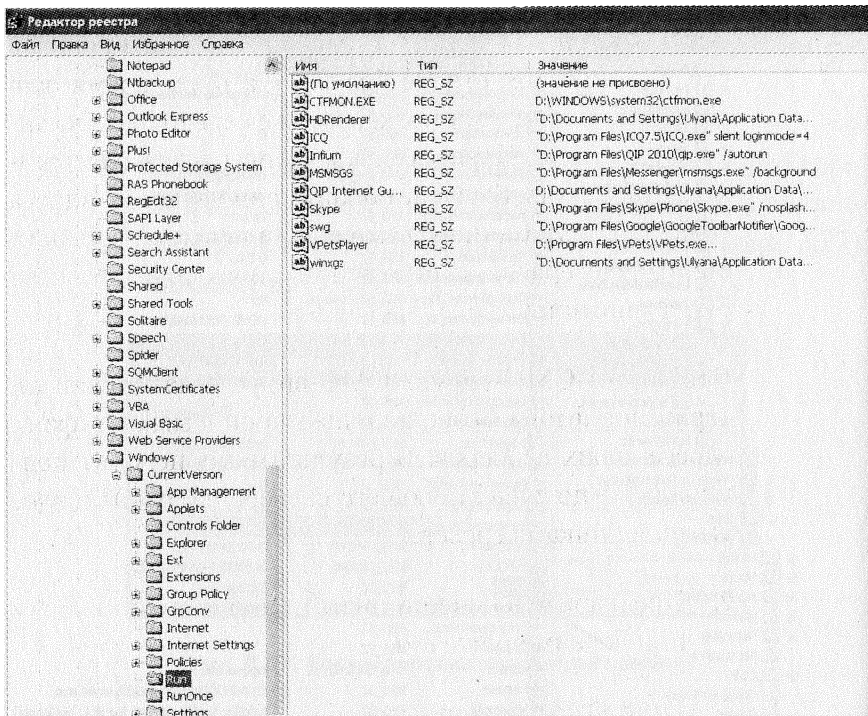 Редактор реестра
Файл Правка Вид Избранное Справка
Notepad
Ntbackup
Office
Outlook Express
Photo Editor
Plus!
Protected Storage System
RAS Phonebook
RegEdt32
SAPI Layer
Schedule+
Search Assistant
Security Center
Shared
Shared Tools
Solitaire
Speech
Spider
SQMClient
SystemCertificates
VBA
Visual Basic
Web Service Providers
Windows
CurrentVersion
App Management
Applets
Controls Folder
Explorer
Ext
Extensions
Group Policy
GrpConv
Internet
Internet Settings
Policies
Run
RunOnce
Settings
Имя Тип Значение
(По умолчанию) REG_SZ (значение не присвоено)
CTFMON.EXE REG_SZ D:\WINDOWS\system32\ctfmon.exe
HDRenderer REG_SZ "D:\Documents and Settings\Ulyana\Application Data...
ICQ REG_SZ "D:\Program Files\ICQ7.5\ICQ.exe" silent loginmode=4
Infium REG_SZ "D:\Program Files\QIP 2010\qip.exe" /autorun
MSMSGS REG_SZ "D:\Program Files\Messenger\msmsgs.exe" /background
QIP Internet Gu... REG_SZ D:\Documents and Settings\Ulyana\Application Data\...
Skype REG_SZ "D:\Program Files\Skype\Phone\Skype.exe" /nosplash...
swg REG_SZ "D:\Program Files\Google\GoogleToolbarNotifier\Goog...
VPetsPlayer REG_SZ D:\Program Files\VPets\VPets.exe...
winxgz REG_SZ "D:\Documents and Settings\Ulyana\Application Data...